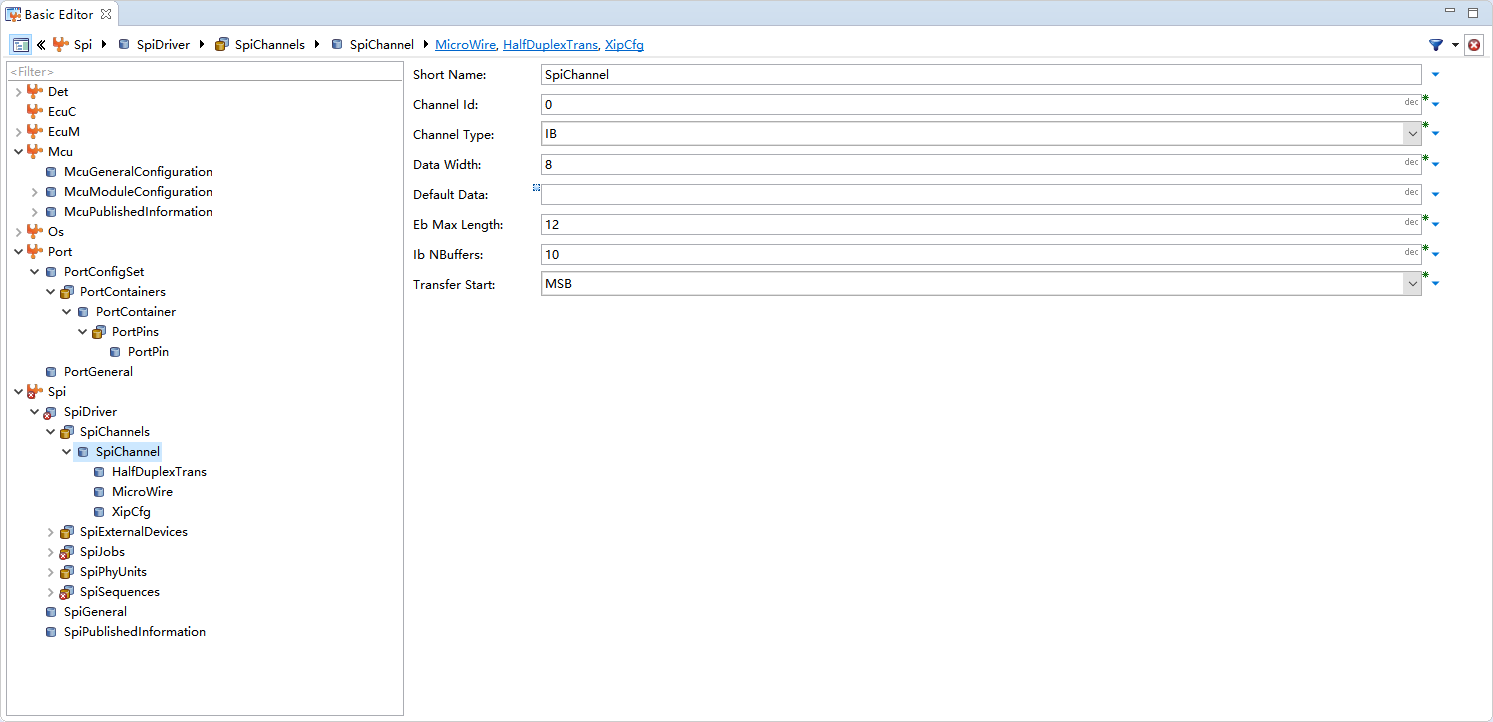 Basic Editor
Spi SpiDriver SpiChannels SpiChannel MicroWire, HalfDuplexTrans, XipCfg
<Filter>
Det
EcuC
EcuM
Mcu
McuGeneralConfiguration
McuModuleConfiguration
McuPublishedInformation
Os
Port
PortConfigSet
PortContainers
PortContainer
PortPins
PortPin
PortGeneral
Spi
SpiDriver
SpiChannels
SpiChannel
HalfDuplexTrans
MicroWire
XipCfg
SpiExternalDevices
SpiJobs
SpiPhyUnits
SpiSequences
SpiGeneral
SpiPublishedInformation
Short Name: SpiChannel
Channel Id: 0 dec
Channel Type: IB
Data Width: 8 dec
Default Data: dec
Eb Max Length: 12 dec
Ib NBuffers: 10 dec
Transfer Start: MSB